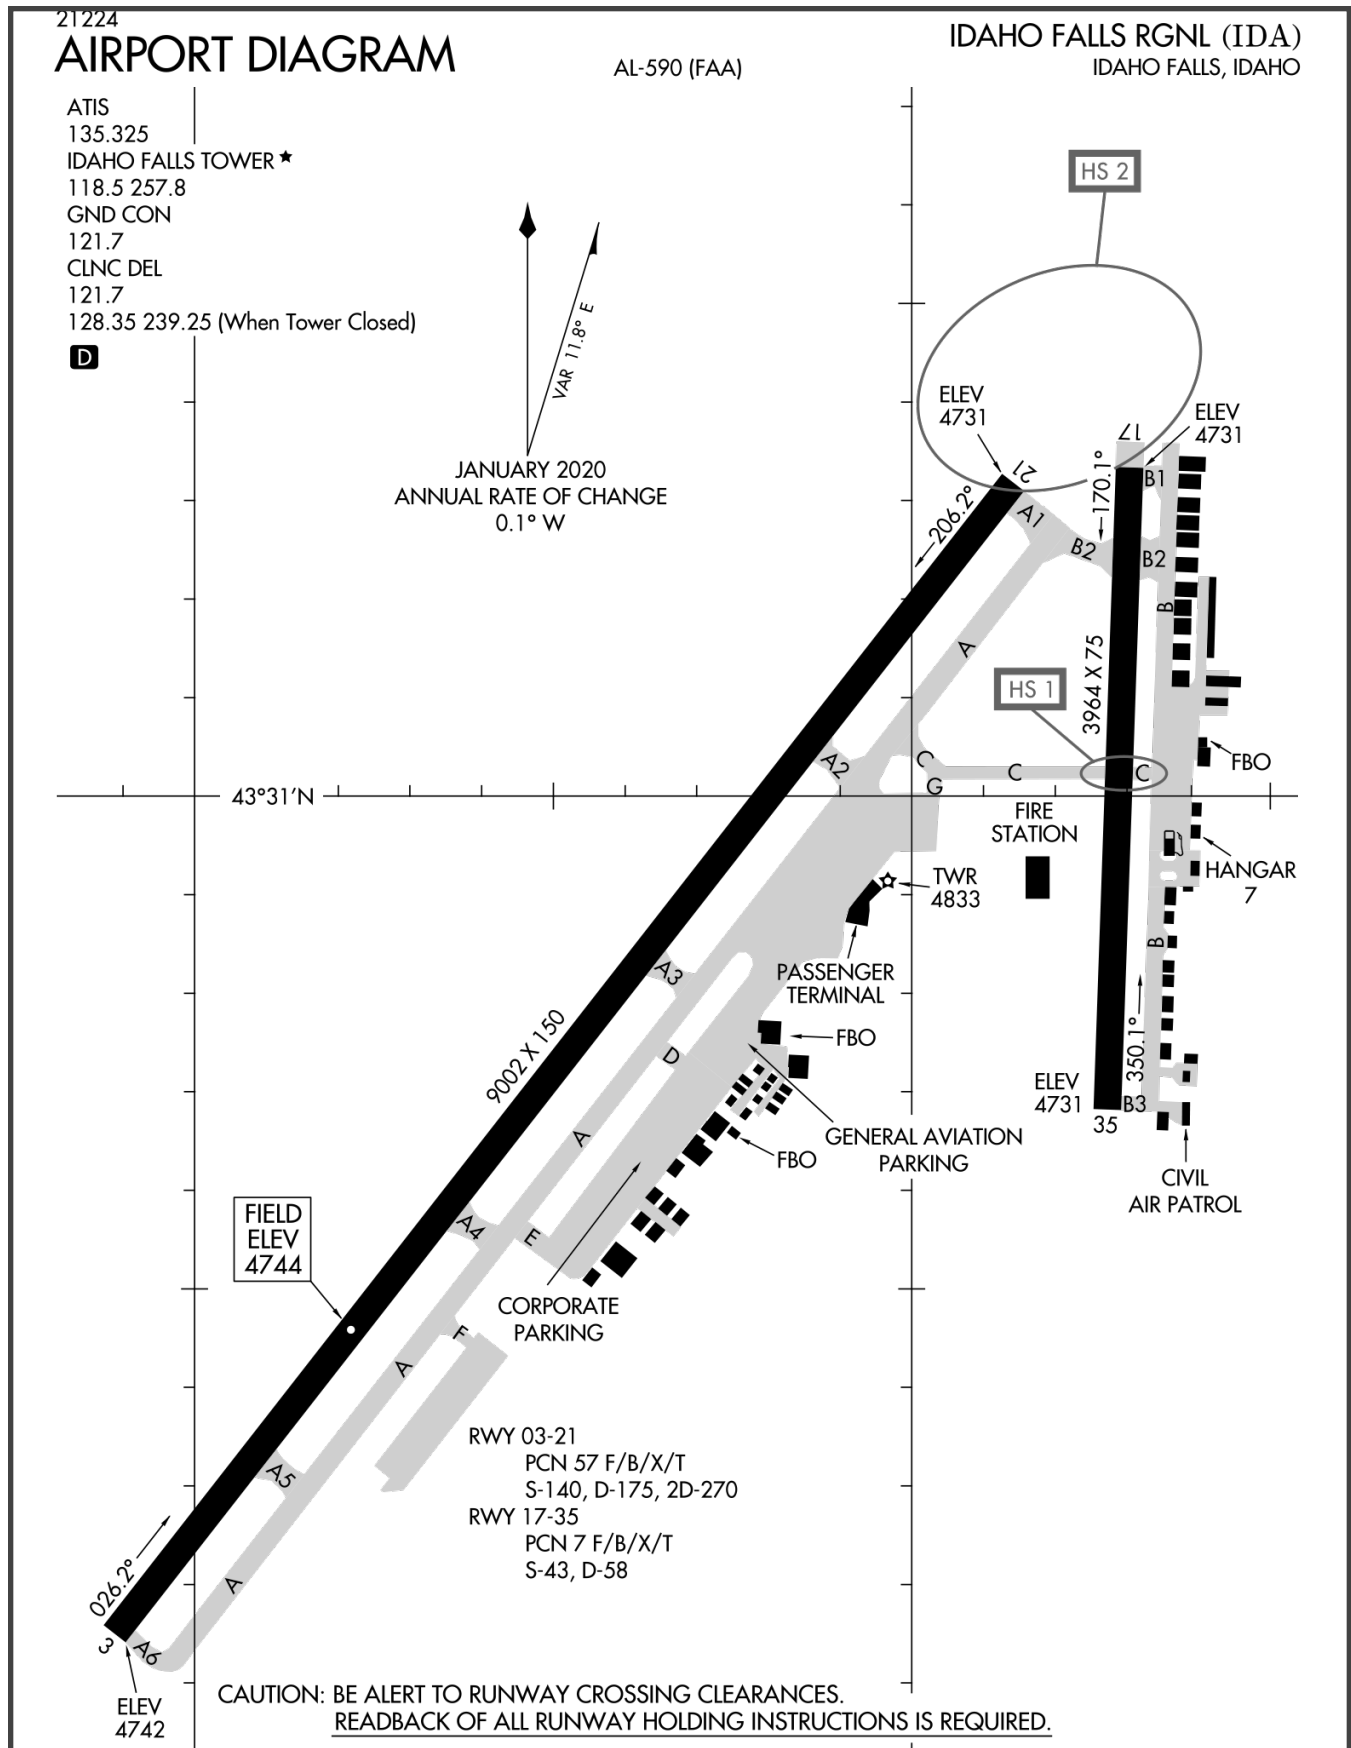 21224
AIRPORT DIAGRAM
AL-590 (FAA)
IDAHO FALLS RGNL (IDA)
IDAHO FALLS, IDAHO
ATIS
135.325
IDAHO FALLS TOWER ★
118.5 257.8
GND CON
121.7
CLNC DEL
121.7
128.35 239.25 (When Tower Closed)
D
VAR 11.8° E
JANUARY 2020
ANNUAL RATE OF CHANGE
0.1° W
HS 2
ELEV
4731
21
206.2°
A1
17
ELEV
4731
170.1°
B1
B2
B2
B
A
3964 X 75
HS 1
A2
C
C
C
G
FBO
43°31'N
FIRE
STATION
HANGAR
7
TWR
4833
PASSENGER
TERMINAL
B
A3
9002 X 150
D
FBO
350.1°
ELEV
4731
B3
35
A
GENERAL AVIATION
PARKING
FBO
CIVIL
AIR PATROL
A4
E
FIELD
ELEV
4744
CORPORATE
PARKING
F
A
RWY 03-21
PCN 57 F/B/X/T
S-140, D-175, 2D-270
RWY 17-35
PCN 7 F/B/X/T
S-43, D-58
A5
026.2°
A
3
A6
ELEV
4742
CAUTION: BE ALERT TO RUNWAY CROSSING CLEARANCES.
READBACK OF ALL RUNWAY HOLDING INSTRUCTIONS IS REQUIRED.